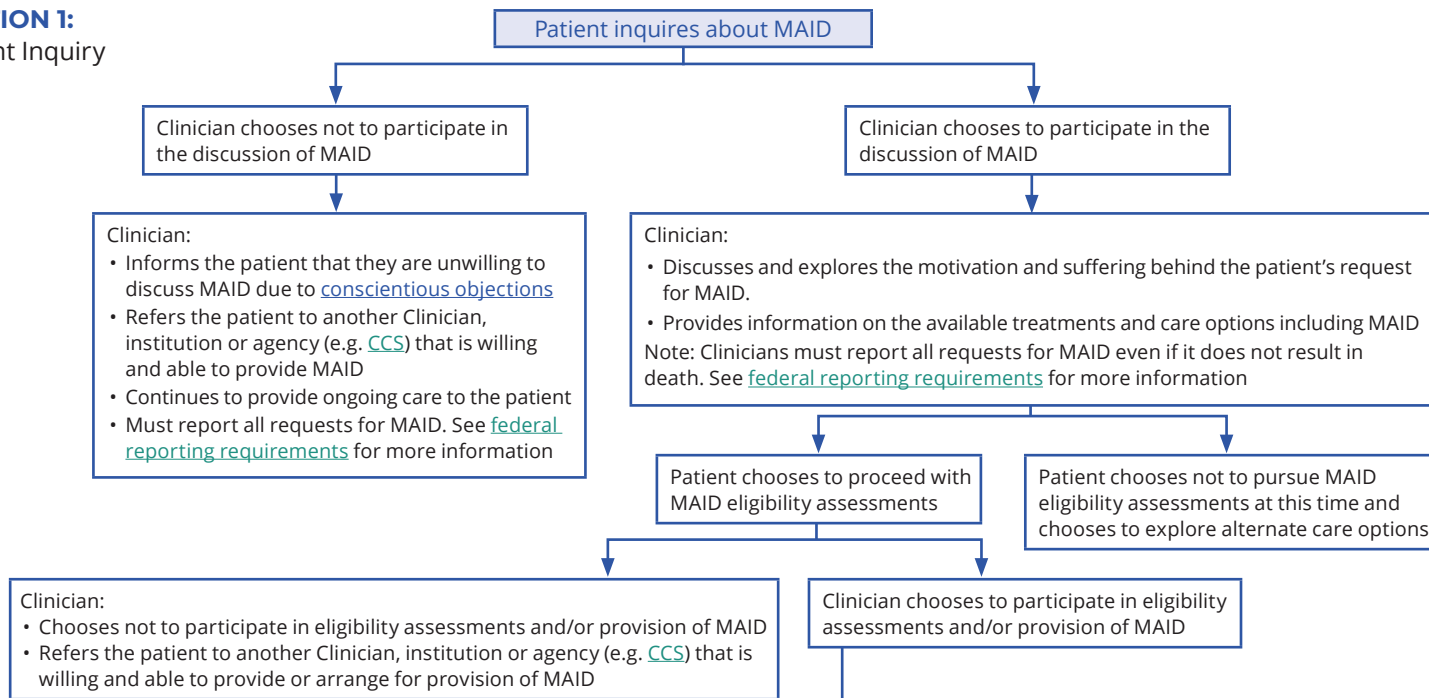 TION 1:
nt Inquiry
Patient inquires about MAID
Clinician chooses not to participate in
the discussion of MAID
Clinician chooses to participate in the
discussion of MAID
Clinician:
• Informs the patient that they are unwilling to
discuss MAID due to conscientious objections
• Refers the patient to another Clinician,
institution or agency (e.g. CCS) that is willing
and able to provide MAID
• Continues to provide ongoing care to the patient
• Must report all requests for MAID. See federal
reporting requirements for more information
Clinician:
• Discusses and explores the motivation and suffering behind the patient’s request
for MAID.
• Provides information on the available treatments and care options including MAID
Note: Clinicians must report all requests for MAID even if it does not result in
death. See federal reporting requirements for more information
Patient chooses to proceed with
MAID eligibility assessments
Patient chooses not to pursue MAID
eligibility assessments at this time and
chooses to explore alternate care options
Clinician:
• Chooses not to participate in eligibility assessments and/or provision of MAID
• Refers the patient to another Clinician, institution or agency (e.g. CCS) that is
willing and able to provide or arrange for provision of MAID
Clinician chooses to participate in eligibility
assessments and/or provision of MAID